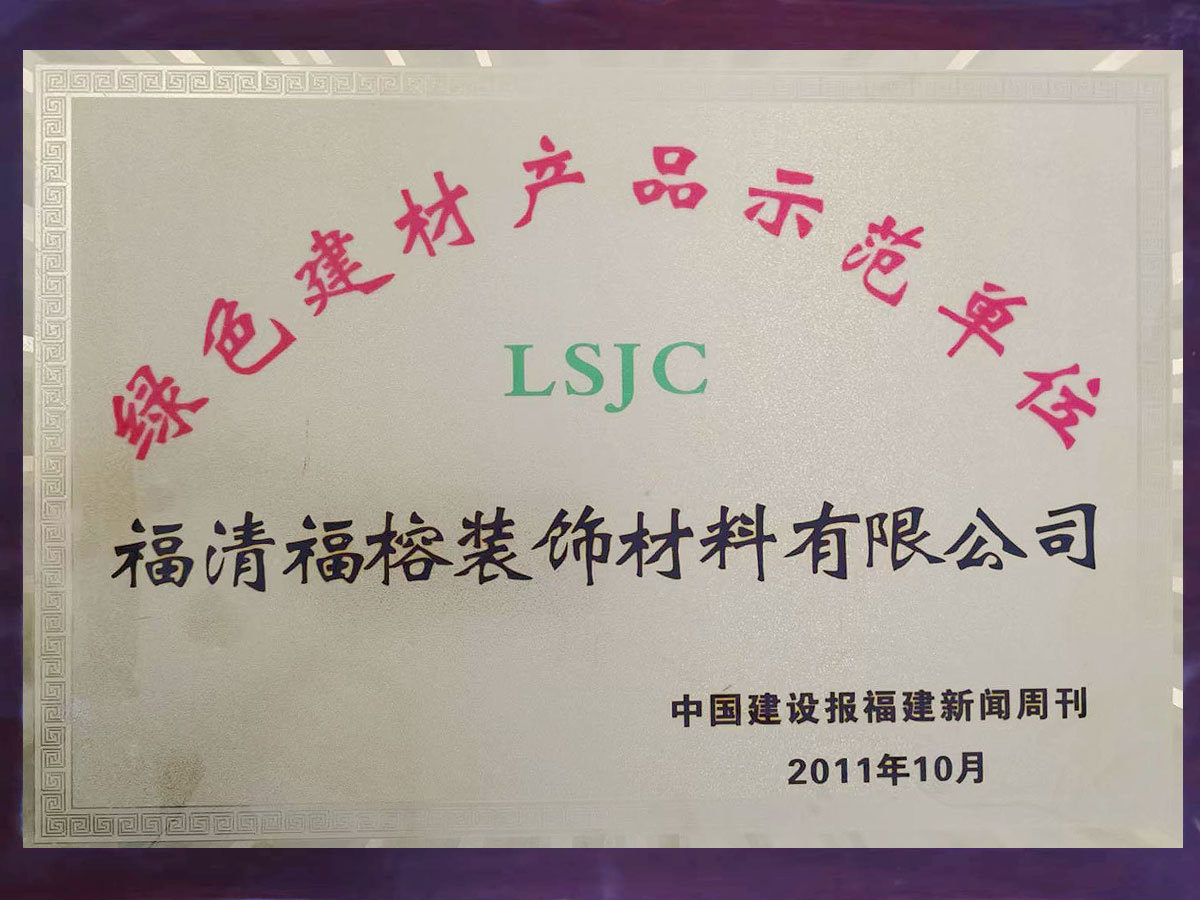 绿色建材产品示范单位
LSJC
福清福榕装饰材料有限公司
中国建设报福建新闻周刊
2011年10月